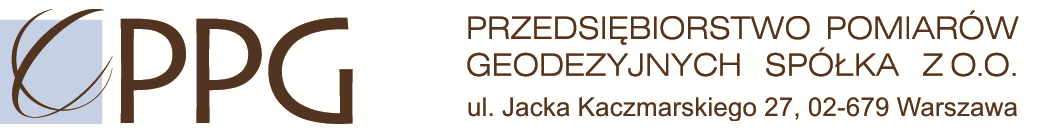 PPG
PRZEDSIĘBIORSTWO POMIARÓW
GEODEZYJNYCH SPÓŁKA Z O.O.
ul. Jacka Kaczmarskiego 27, 02-679 Warszawa